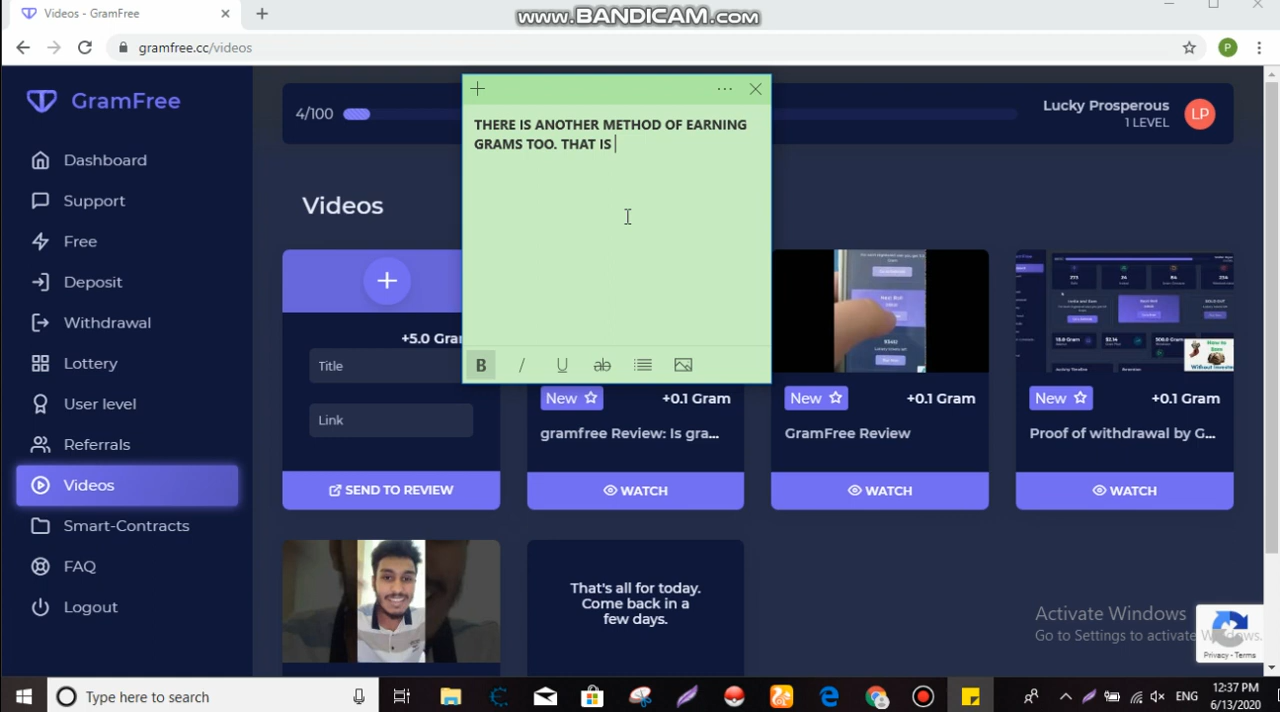 Videos - GramFree
www.BANDICAM.com
gramfree.cc/videos
P
GramFree
4/100
Lucky Prosperous
1 LEVEL
LP
THERE IS ANOTHER METHOD OF EARNING
GRAMS TOO. THAT IS
Dashboard
Support
Free
Deposit
Withdrawal
Lottery
User level
Referrals
Videos
Smart-Contracts
FAQ
Logout
Videos
+5.0 Gram
Title
Link
SEND TO REVIEW
B / U ab
New +0.1 Gram
gramfree Review: Is gra...
WATCH
New +0.1 Gram
GramFree Review
WATCH
New +0.1 Gram
Proof of withdrawal by G...
WATCH
That's all for today.
Come back in a
few days.
Activate Windows
Go to Settings to activate Windows.
Privacy - Terms
Type here to search
ENG
12:37 PM
6/13/2020